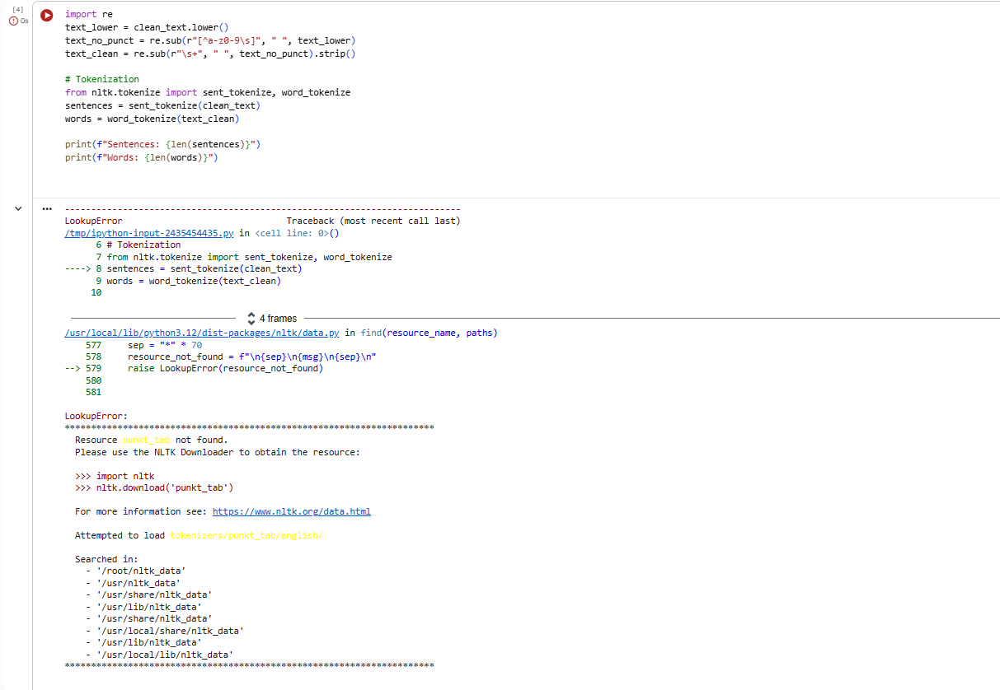 [4]
0s
import re
text_lower = clean_text.lower()
text_no_punct = re.sub(r"[^a-z0-9\s]", " ", text_lower)
text_clean = re.sub(r"\s+", " ", text_no_punct).strip()
# Tokenization
from nltk.tokenize import sent_tokenize, word_tokenize
sentences = sent_tokenize(clean_text)
words = word_tokenize(text_clean)
print(f"Sentences: {len(sentences)}")
print(f"Words: {len(words)}")
---------------------------------------------------------------------------
LookupError                               Traceback (most recent call last)
/tmp/ipython-input-2435454435.py in <cell line: 0>()
      6 # Tokenization
      7 from nltk.tokenize import sent_tokenize, word_tokenize
----> 8 sentences = sent_tokenize(clean_text)
      9 words = word_tokenize(text_clean)
     10
4 frames
/usr/local/lib/python3.12/dist-packages/nltk/data.py in find(resource_name, paths)
    577     sep = "*" * 70
    578     resource_not_found = f"\n{sep}\n{msg}\n{sep}\n"
--> 579     raise LookupError(resource_not_found)
    580
    581
LookupError:
**********************************************************************
  Resource punkt_tab not found.
  Please use the NLTK Downloader to obtain the resource:
  >>> import nltk
  >>> nltk.download('punkt_tab')
  For more information see: https://www.nltk.org/data.html
  Attempted to load tokenizers/punkt_tab/english/
  Searched in:
    - '/root/nltk_data'
    - '/usr/nltk_data'
    - '/usr/share/nltk_data'
    - '/usr/lib/nltk_data'
    - '/usr/share/nltk_data'
    - '/usr/local/share/nltk_data'
    - '/usr/lib/nltk_data'
    - '/usr/local/lib/nltk_data'
**********************************************************************